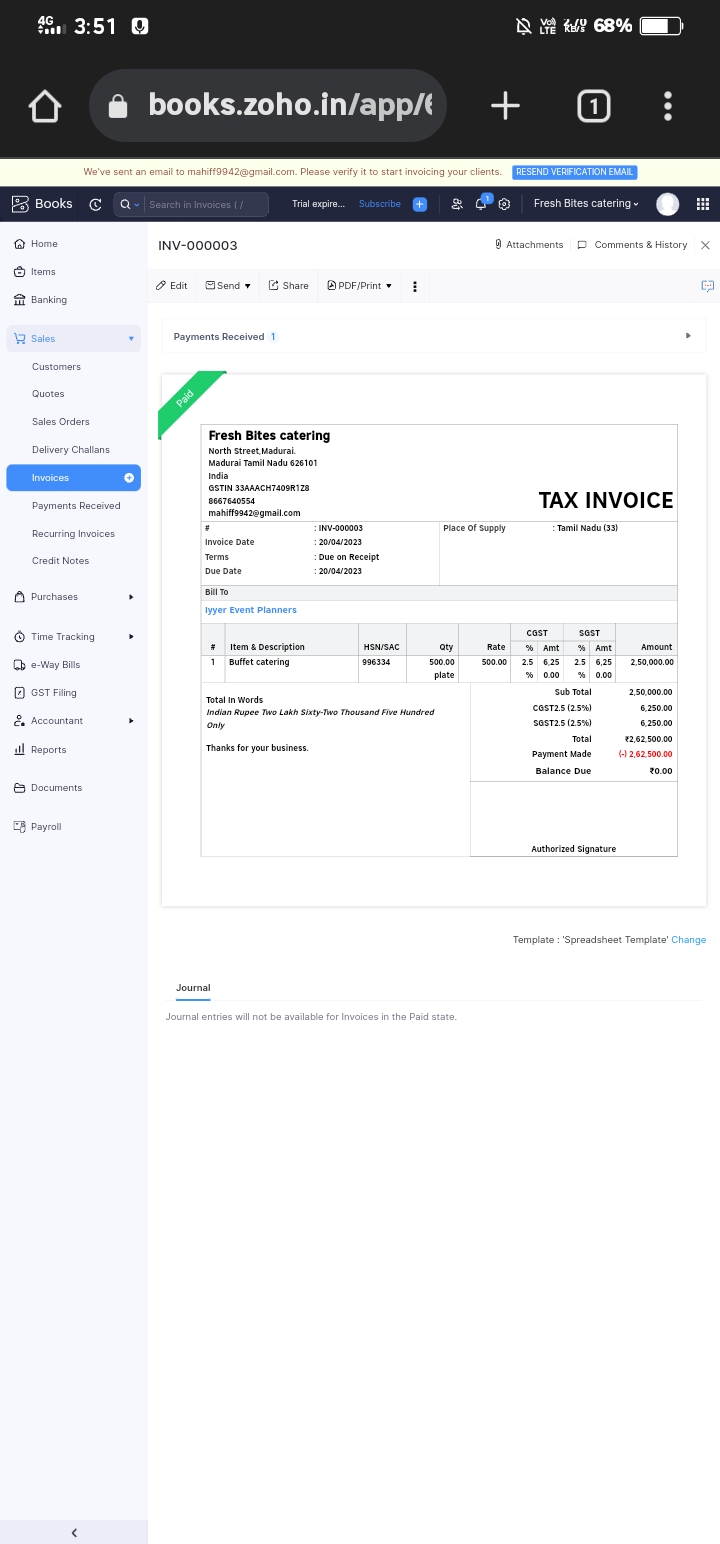 4G 3:51 Vo) LTE KB/s 68%
books.zoho.in/app/6
1
We've sent an email to mahiff9942@gmail.com. Please verify it to start invoicing your clients. RESEND VERIFICATION EMAIL
Books Search in Invoices ( / Trial expire... Subscribe 1 Fresh Bites catering
Home
Items
Banking
Sales
Customers
Quotes
Sales Orders
Delivery Challans
Invoices
Payments Received
Recurring Invoices
Credit Notes
Purchases
Time Tracking
e-Way Bills
GST Filing
Accountant
Reports
Documents
Payroll
INV-000003 Attachments Comments & History
Edit Send Share PDF/Print
Payments Received 1
Paid
Fresh Bites catering
North Street,Madurai.
Madurai Tamil Nadu 626101
India
GSTIN 33AAACH7409R1Z8
8667640554
mahiff9942@gmail.com
TAX INVOICE
# : INV-000003 Place Of Supply : Tamil Nadu (33)
Invoice Date : 20/04/2023
Terms : Due on Receipt
Due Date : 20/04/2023
Bill To
Iyyer Event Planners
CGST SGST
# Item & Description HSN/SAC Qty Rate % Amt % Amt Amount
1 Buffet catering 996334 500.00 500.00 2.5 6,25 2.5 6,25 2,50,000.00
plate % 0.00 % 0.00
Total In Words
Indian Rupee Two Lakh Sixty-Two Thousand Five Hundred
Only
Thanks for your business.
Sub Total 2,50,000.00
CGST2.5 (2.5%) 6,250.00
SGST2.5 (2.5%) 6,250.00
Total ₹2,62,500.00
Payment Made (-) 2,62,500.00
Balance Due ₹0.00
Authorized Signature
Template : 'Spreadsheet Template' Change
Journal
Journal entries will not be available for Invoices in the Paid state.